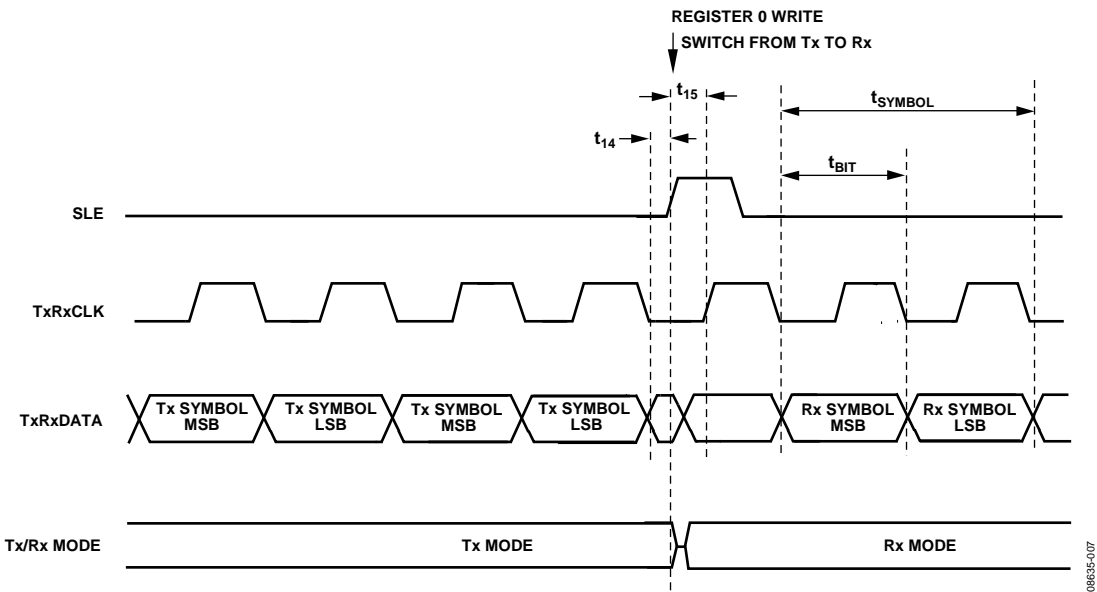 REGISTER 0 WRITE
SWITCH FROM Tx TO Rx
t15
tSYMBOL
t14
tBIT
SLE
TxRxCLK
TxRxDATA
Tx SYMBOL
MSB
Tx SYMBOL
LSB
Tx SYMBOL
MSB
Tx SYMBOL
LSB
Rx SYMBOL
MSB
Rx SYMBOL
LSB
Tx/Rx MODE
Tx MODE
Rx MODE
08635-007